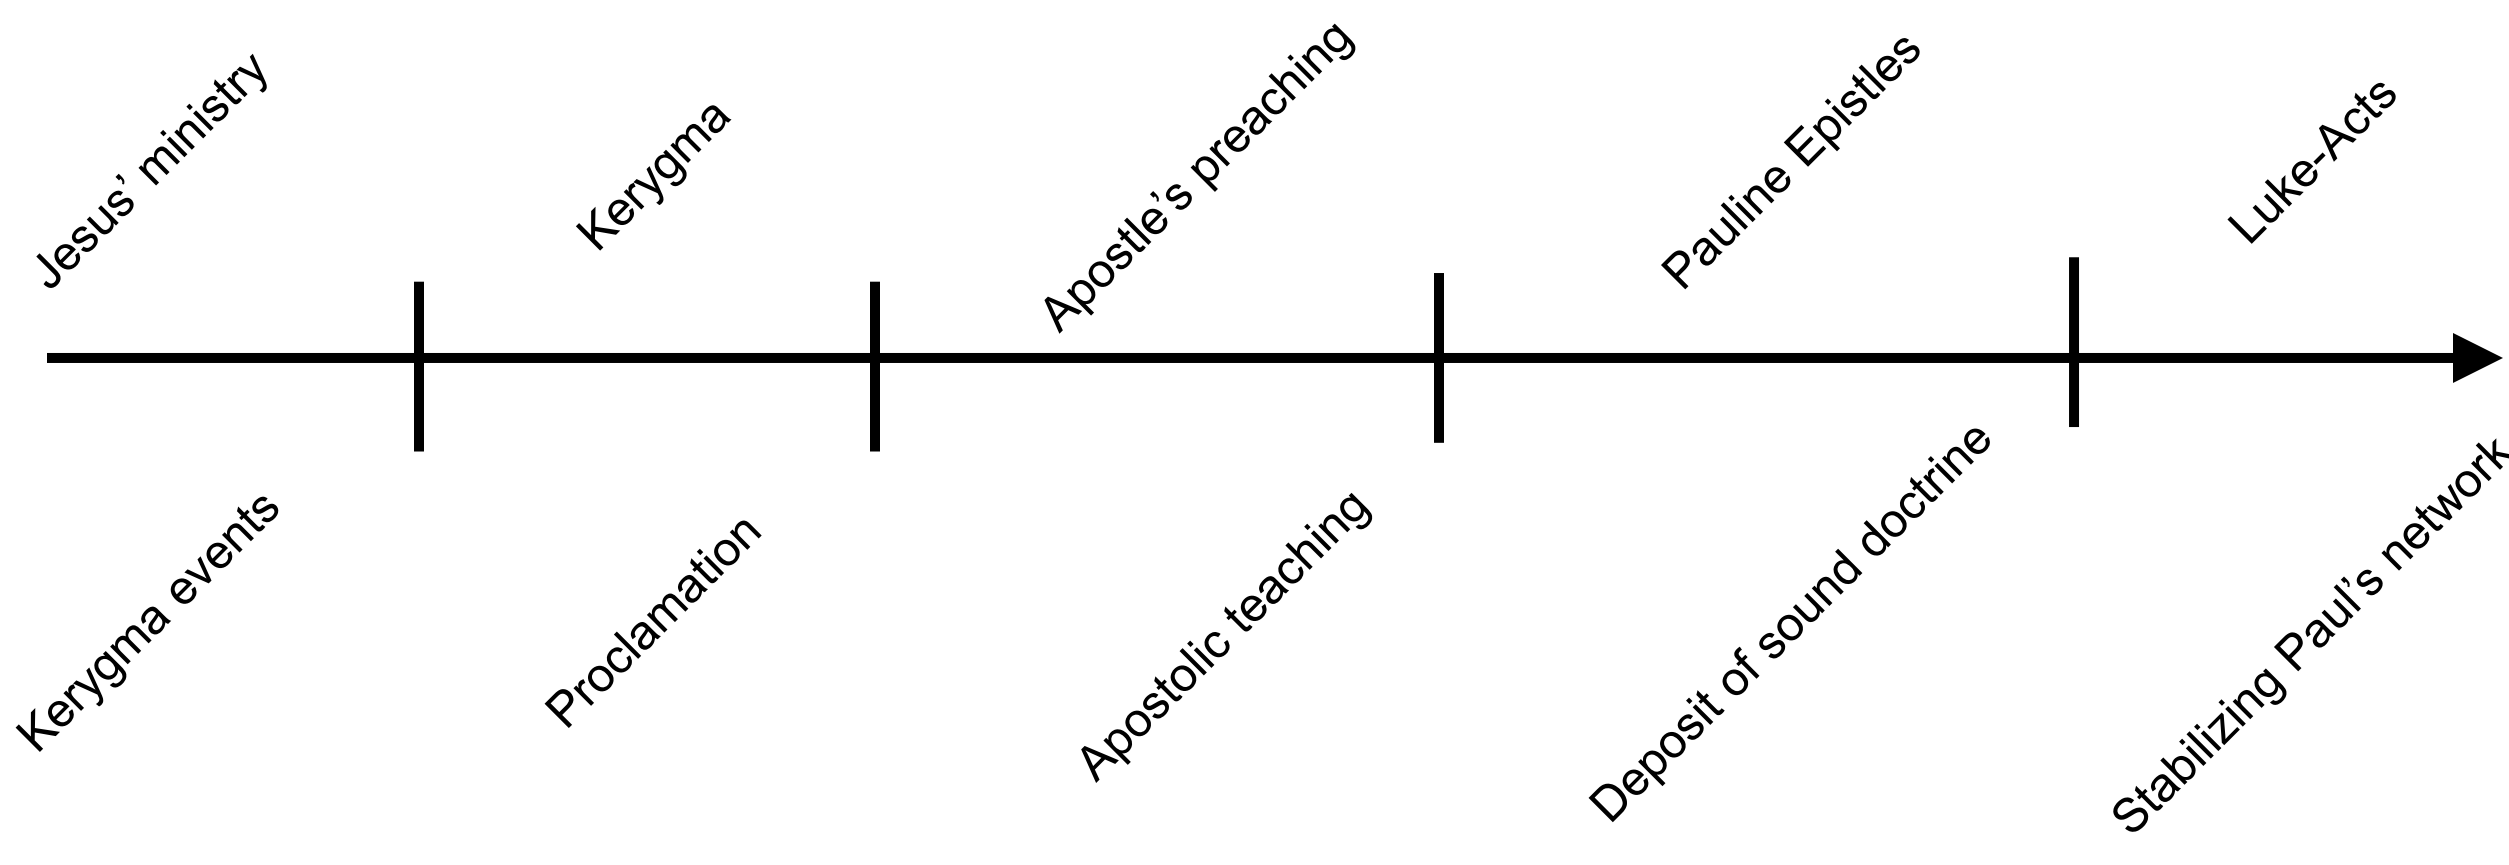 Jesus’ ministry
Kerygma
Apostle’s preaching
Pauline Epistles
Luke-Acts
Kerygma events
Proclamation
Apostolic teaching
Deposit of sound doctrine
Stabilizing Paul’s network